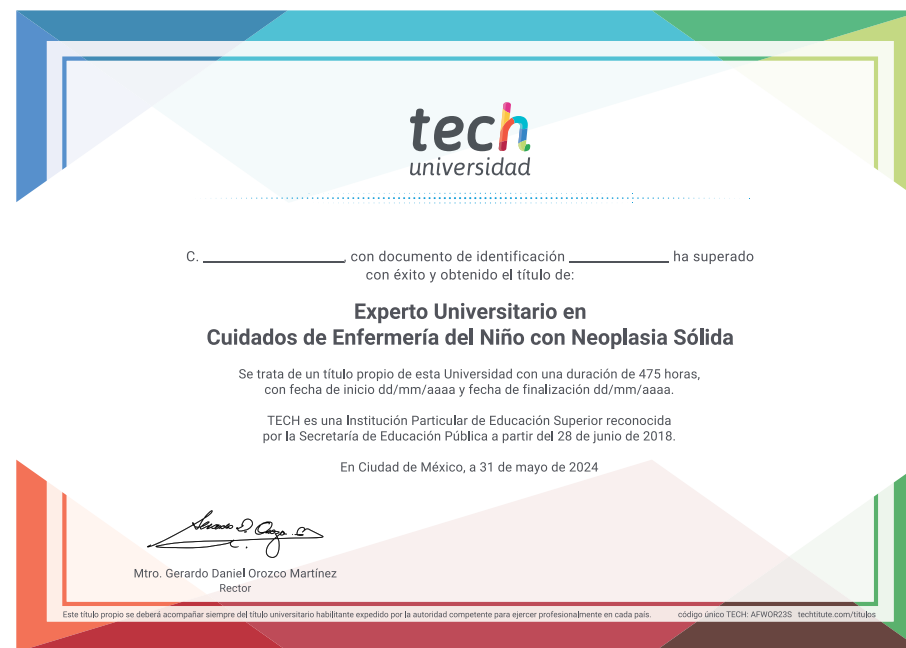 tech
universidad
C. ____________, con documento de identificación ____________ ha superado
con éxito y obtenido el título de:
Experto Universitario en
Cuidados de Enfermería del Niño con Neoplasia Sólida
Se trata de un título propio de esta Universidad con una duración de 475 horas,
con fecha de inicio dd/mm/aaaa y fecha de finalización dd/mm/aaaa.
TECH es una Institución Particular de Educación Superior reconocida
por la Secretaría de Educación Pública a partir del 28 de junio de 2018.
En Ciudad de México, a 31 de mayo de 2024
Mtro. Gerardo Daniel Orozco Martínez
Rector
Este título propio se deberá acompañar siempre del título universitario habilitante expedido por la autoridad competente para ejercer profesionalmente en cada país. código único TECH: AFWOR23S techtitute.com/titulos